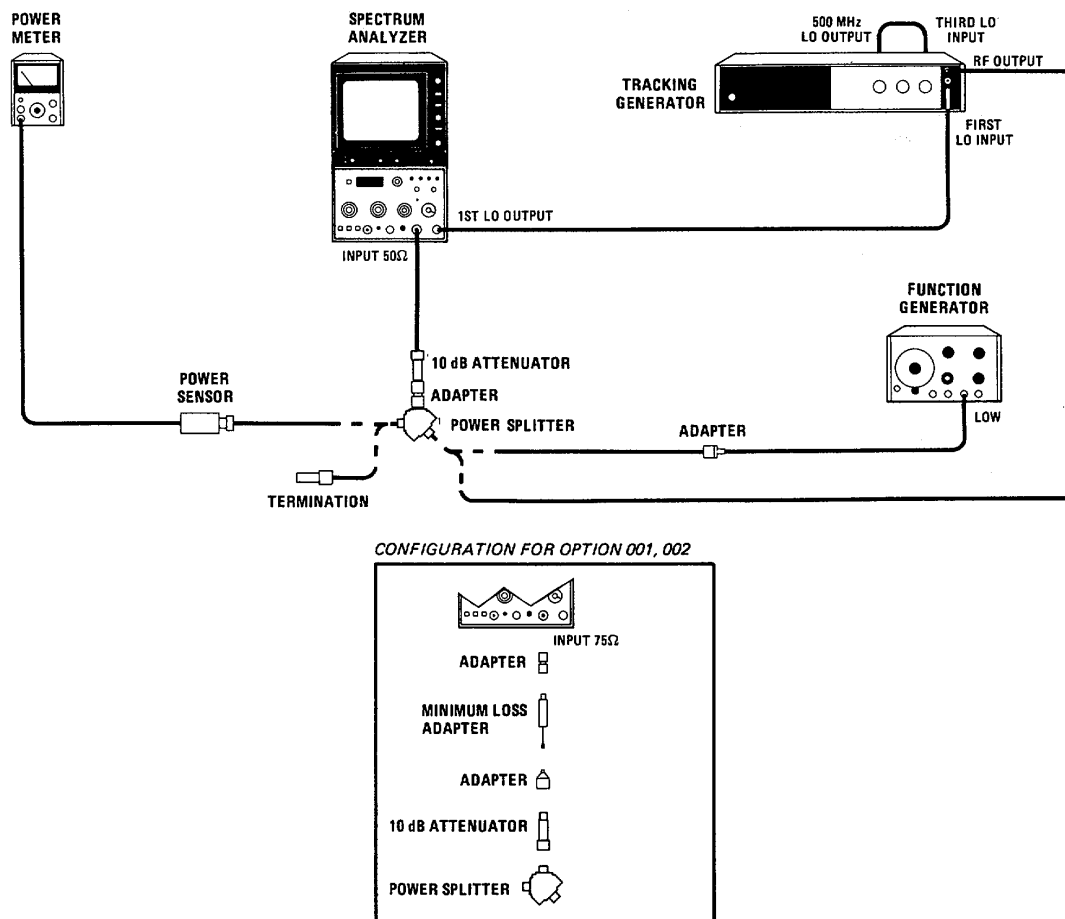 POWER
METER
SPECTRUM
ANALYZER
500 MHz
LO OUTPUT
THIRD LO
INPUT
RF OUTPUT
TRACKING
GENERATOR
FIRST
LO INPUT
1ST LO OUTPUT
INPUT 50Ω
FUNCTION
GENERATOR
10 dB ATTENUATOR
POWER
SENSOR
ADAPTER
POWER SPLITTER
ADAPTER
LOW
TERMINATION
CONFIGURATION FOR OPTION 001, 002
INPUT 75Ω
ADAPTER
MINIMUM LOSS
ADAPTER
ADAPTER
10 dB ATTENUATOR
POWER SPLITTER